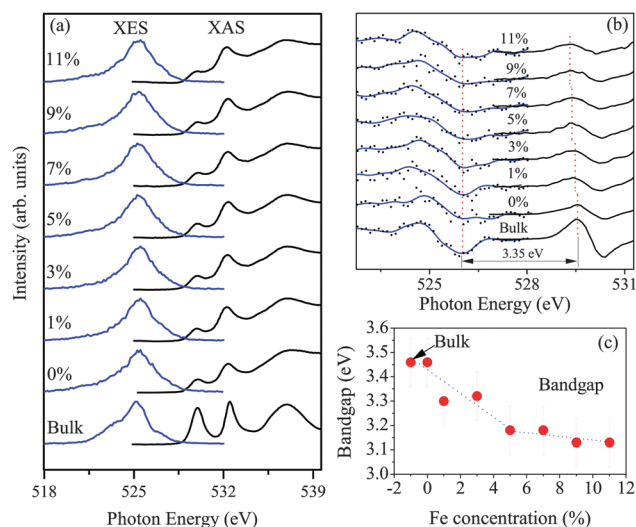 (a)
XES XAS
11%
9%
7%
5%
3%
1%
0%
Bulk
Intensity (arb. units)
518 525 532 539
Photon Energy (eV)
(b)
11%
9%
7%
5%
3%
1%
0%
Bulk
3.35 eV
525 528 531
Photon Energy (eV)
(c)
Bulk
Bandgap
Bandgap (eV)
3.6
3.5
3.4
3.3
3.2
3.1
3.0
-2 0 2 4 6 8 10 12
Fe concentration (%)